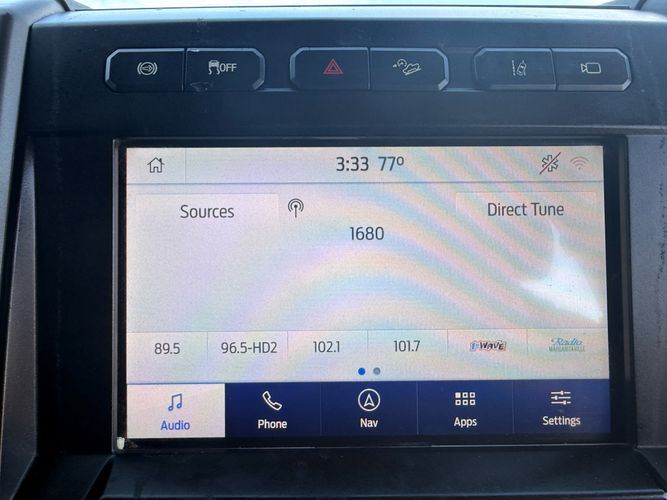 OFF
3:33 77°
Sources
Direct Tune
1680
89.5 96.5-HD2 102.1 101.7 1ST WAVE Radio MARGARITAVILLE
Audio Phone Nav Apps Settings